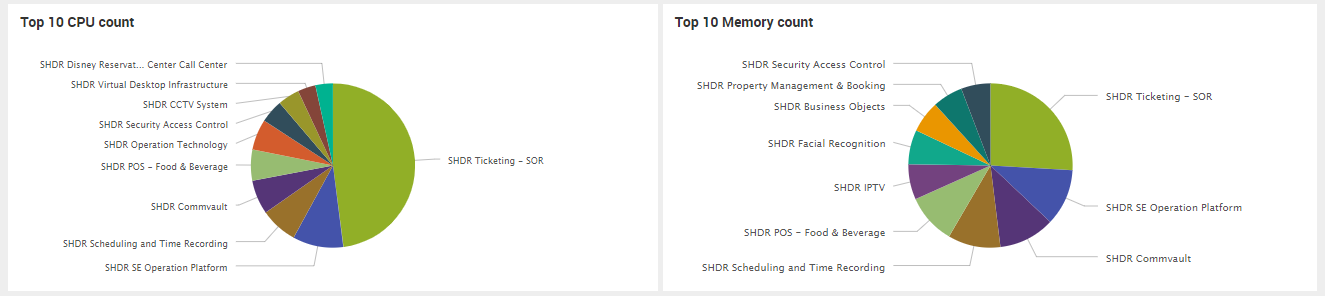 Top 10 CPU count
SHDR Disney Reservat... Center Call Center
SHDR Virtual Desktop Infrastructure
SHDR CCTV System
SHDR Security Access Control
SHDR Operation Technology
SHDR POS - Food & Beverage
SHDR Commvault
SHDR Scheduling and Time Recording
SHDR SE Operation Platform
SHDR Ticketing - SOR
Top 10 Memory count
SHDR Security Access Control
SHDR Property Management & Booking
SHDR Business Objects
SHDR Facial Recognition
SHDR IPTV
SHDR POS - Food & Beverage
SHDR Scheduling and Time Recording
SHDR Ticketing - SOR
SHDR SE Operation Platform
SHDR Commvault